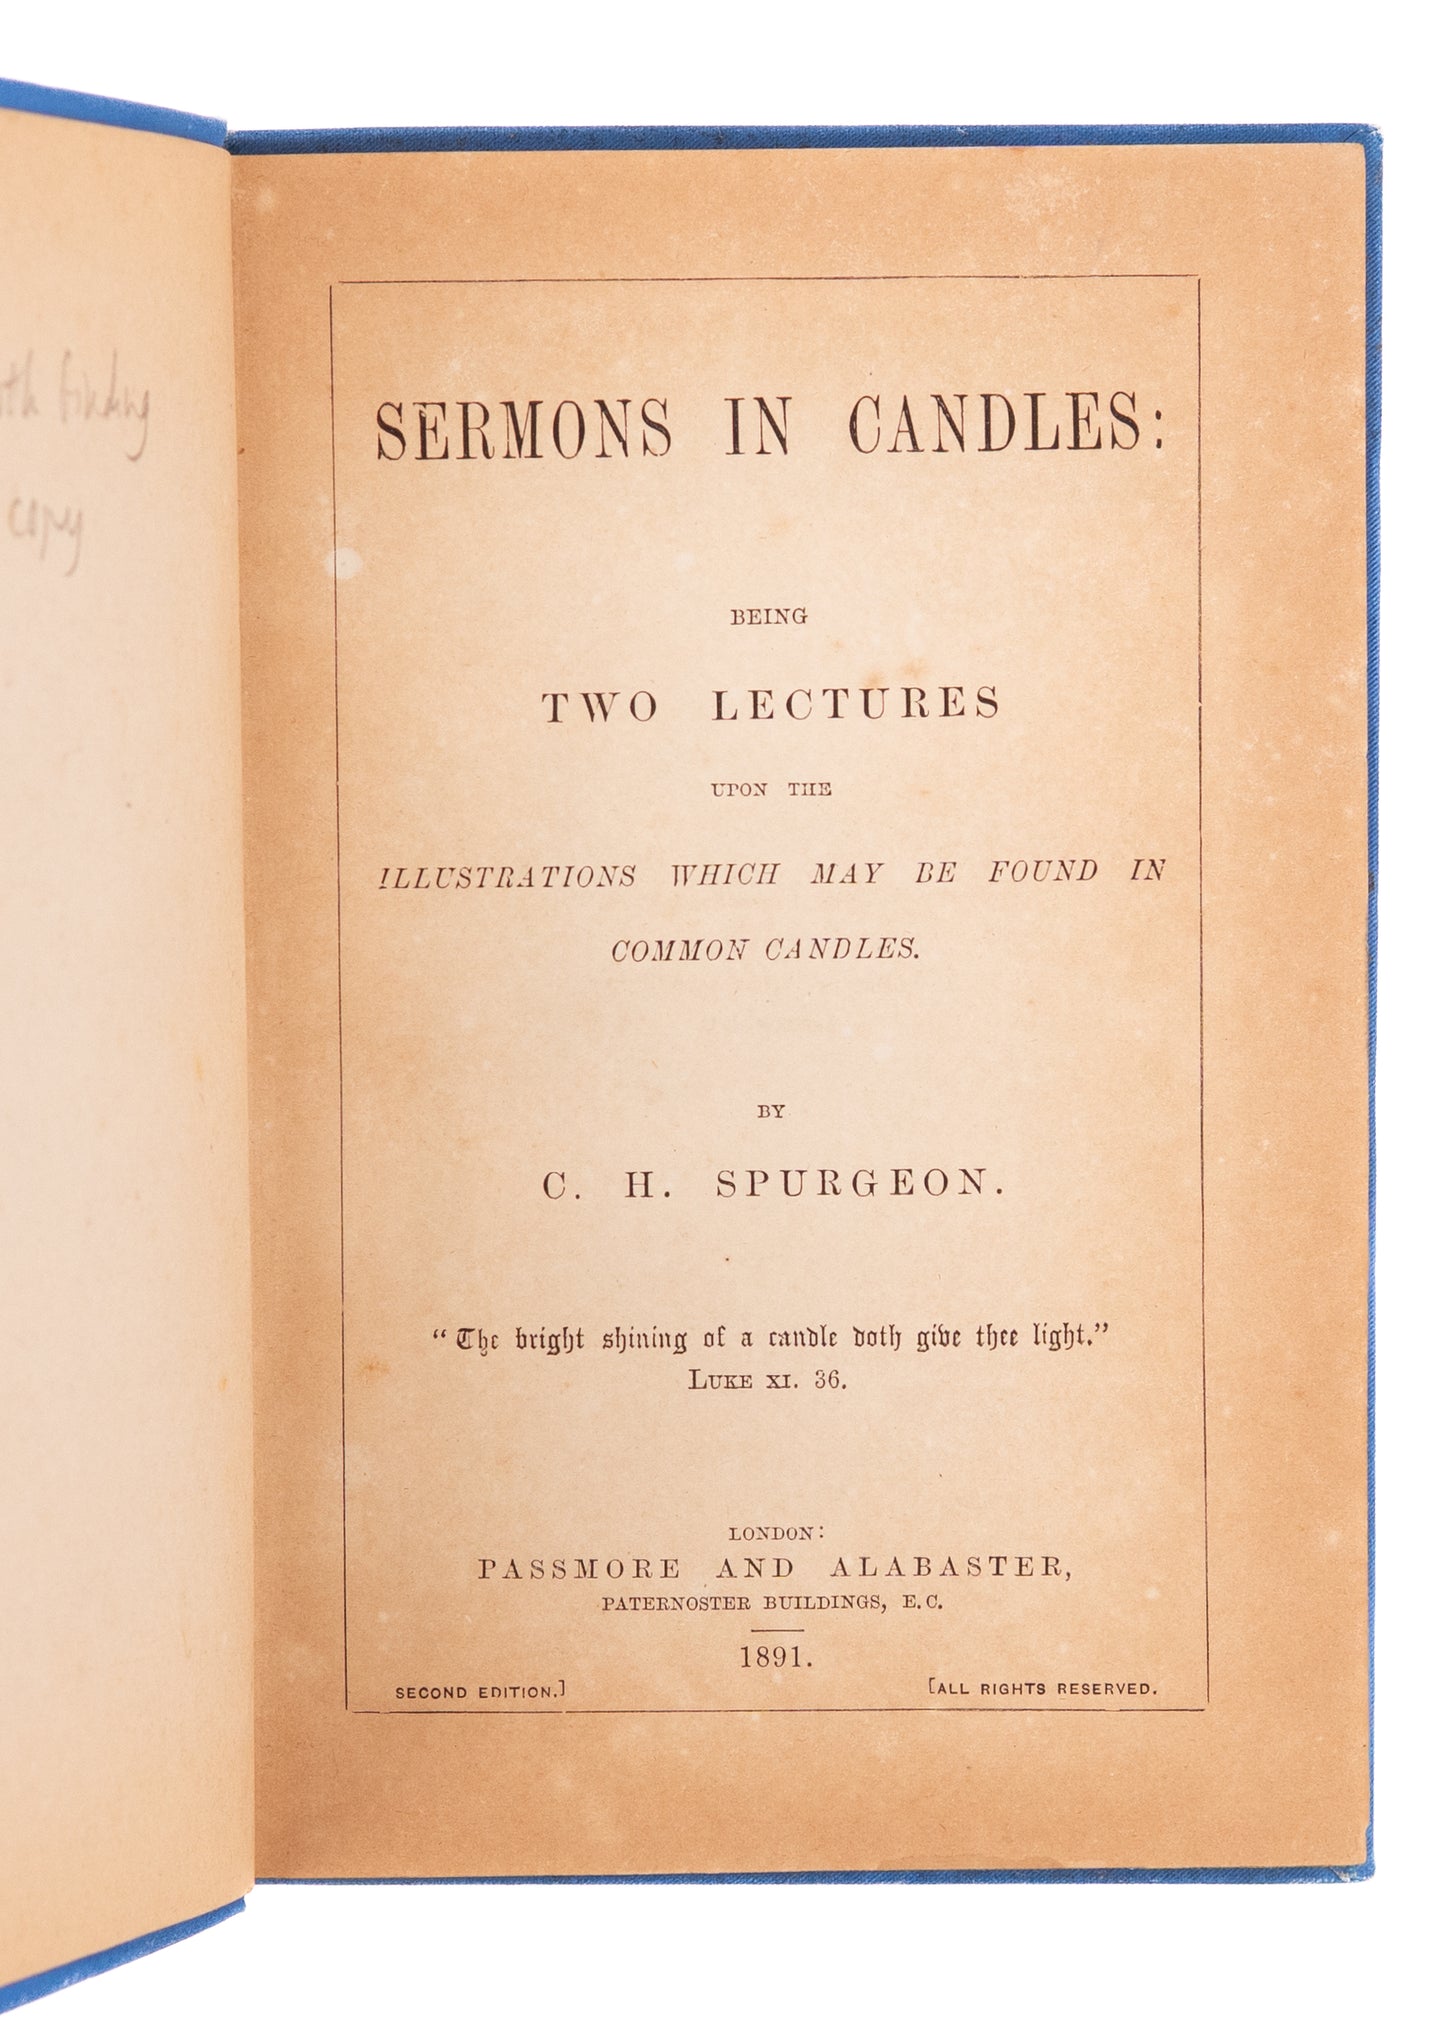 binding
copy
SERMONS IN CANDLES:
BEING
TWO LECTURES
UPON THE
ILLUSTRATIONS WHICH MAY BE FOUND IN
COMMON CANDLES.
BY
C. H. SPURGEON.
“The bright shining of a candle doth give thee light.”
LUKE XI. 36.
LONDON:
PASSMORE AND ALABASTER,
PATERNOSTER BUILDINGS, E.C.
1891.
SECOND EDITION.] [ALL RIGHTS RESERVED.